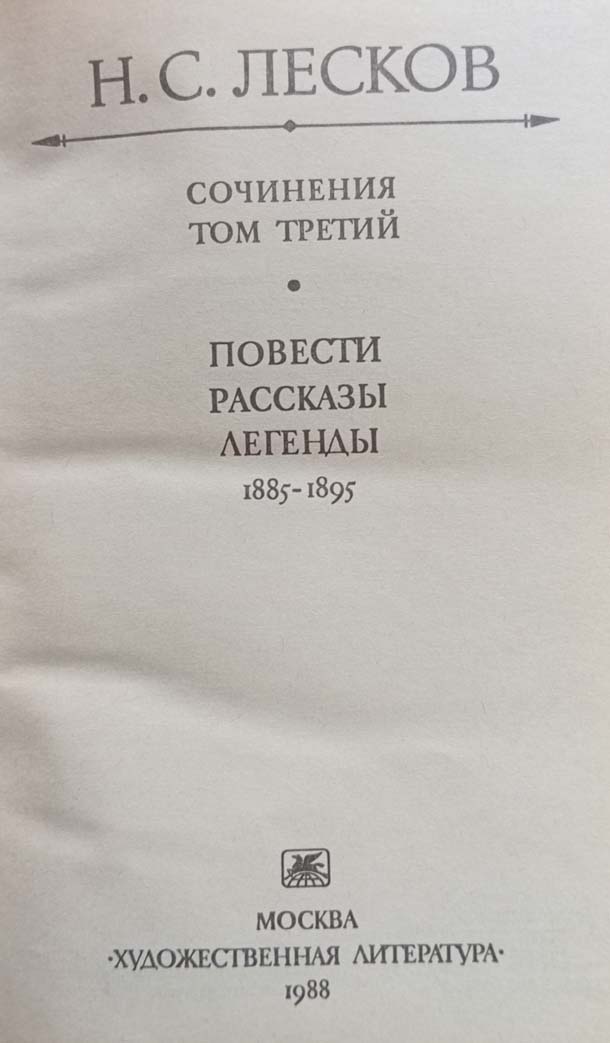 Н. С. ЛЕСКОВ
СОЧИНЕНИЯ
ТОМ ТРЕТИЙ
•
ПОВЕСТИ
РАССКАЗЫ
ЛЕГЕНДЫ
1885-1895
МОСКВА
·ХУДОЖЕСТВЕННАЯ ЛИТЕРАТУРА·
1988